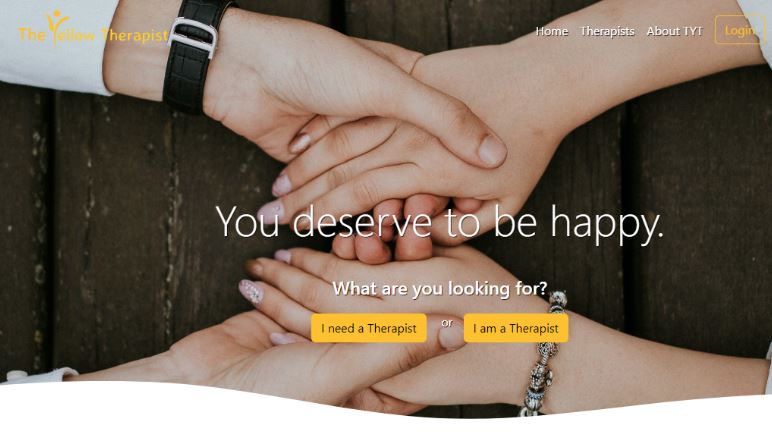 The Yellow Therapist
Home Therapists About TYT Login
You deserve to be happy.
What are you looking for?
I need a Therapist or I am a Therapist